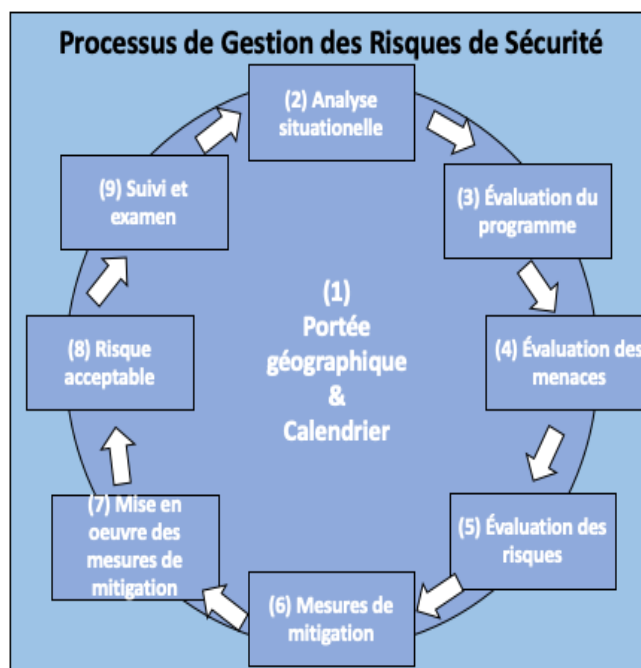 Processus de Gestion des Risques de Sécurité
(2) Analyse
situationelle
(3) Évaluation du
programme
(4) Évaluation des
menaces
(5) Évaluation des
risques
(6) Mesures de
mitigation
(7) Mise en
oeuvre des
mesures de
mitigation
(8) Risque
acceptable
(9) Suivi et
examen
(1)
Portée
géographique
&
Calendrier